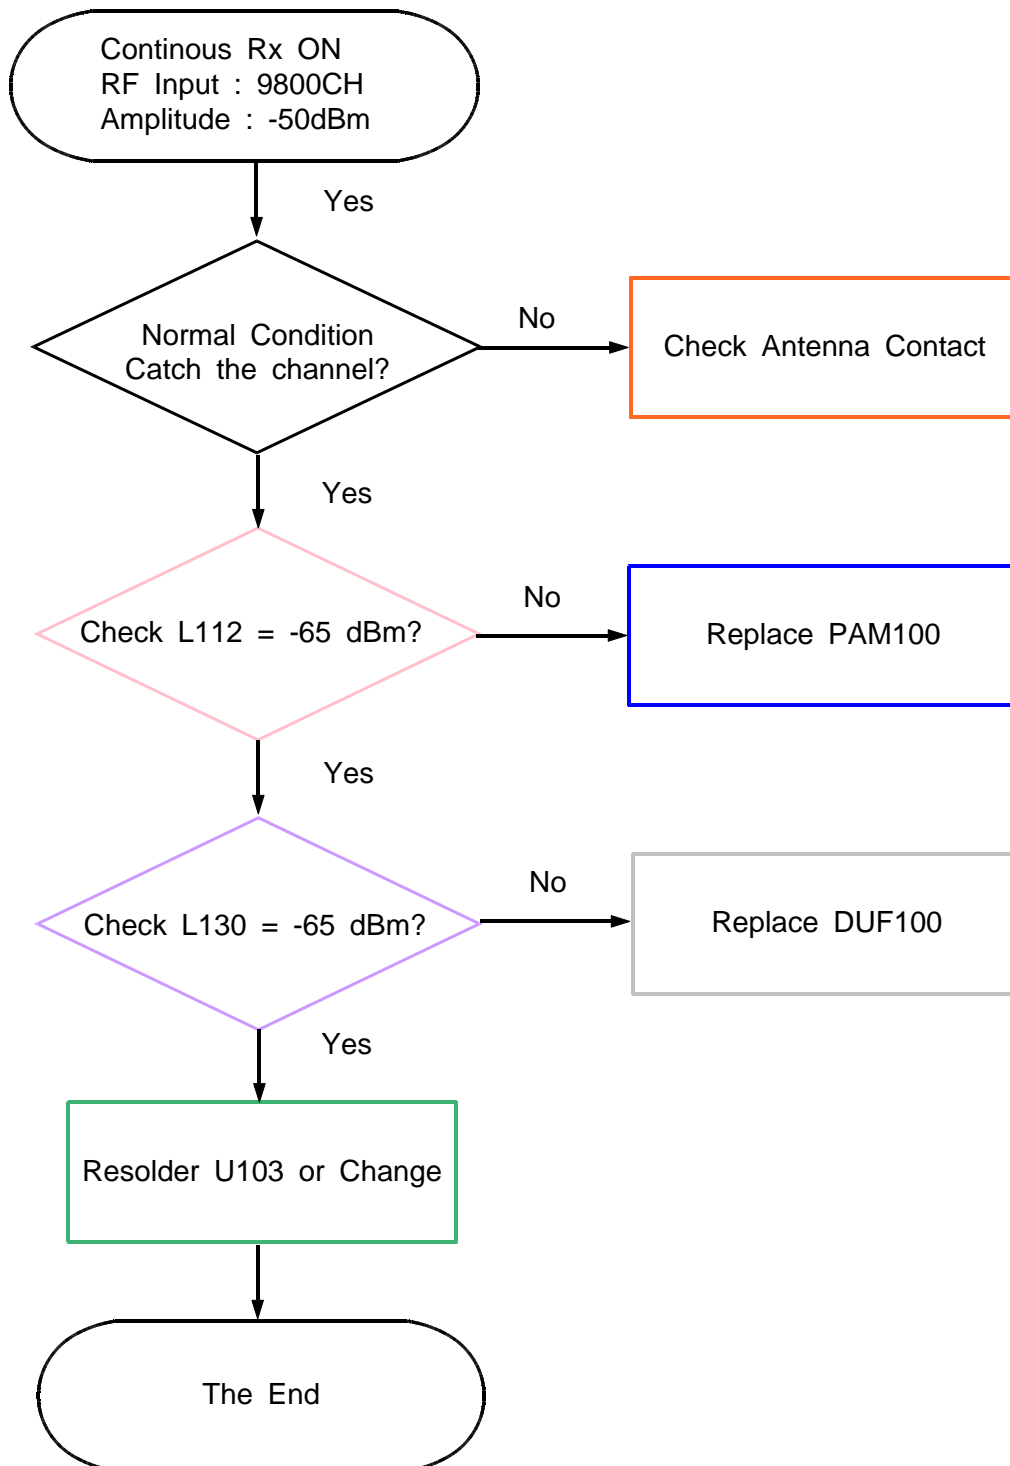 Continous Rx ON
RF Input : 9800CH
Amplitude : -50dBm
Yes
Normal Condition
Catch the channel?
No
Check Antenna Contact
Yes
Check L112 = -65 dBm?
No
Replace PAM100
Yes
Check L130 = -65 dBm?
No
Replace DUF100
Yes
Resolder U103 or Change
The End